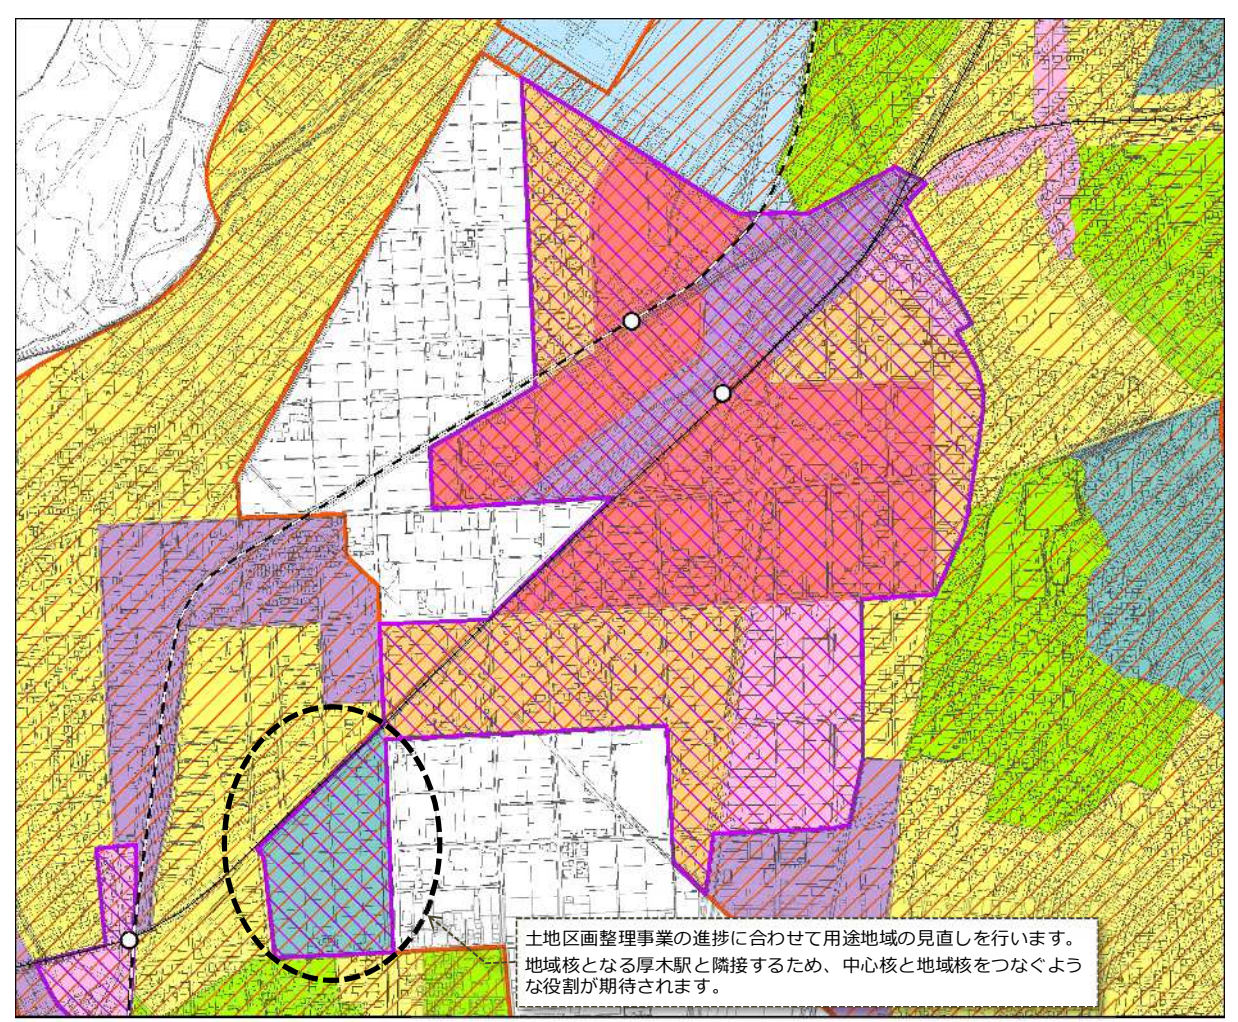 土地区画整理事業の進捗に合わせて用途地域の見直しを行います。
地域核となる厚木駅と隣接するため、中心核と地域核をつなぐよう
な役割が期待されます。